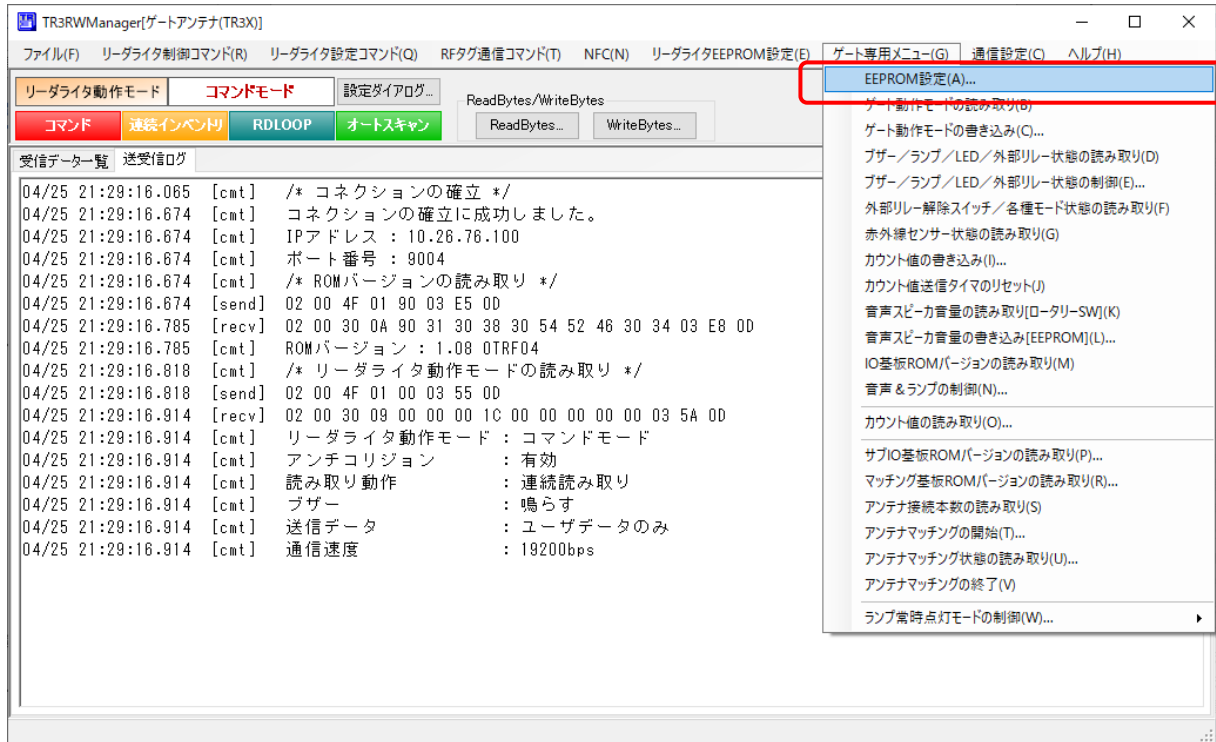 TR3RWManager[ゲートアンテナ(TR3X)]
ファイル(F) リーダライタ制御コマンド(R) リーダライタ設定コマンド(Q) RFタグ通信コマンド(T) NFC(N) リーダライタEEPROM設定(E) ゲート専用メニュー(G) 通信設定(C) ヘルプ(H)
リーダライタ動作モード コマンドモード 設定ダイアログ...
ReadBytes/WriteBytes
コマンド 連続インベントリ RDLOOP オートスキャン ReadBytes... WriteBytes...
受信データ一覧 送受信ログ
04/25 21:29:16.065 [cmt] /* コネクションの確立 */
04/25 21:29:16.674 [cmt] コネクションの確立に成功しました。
04/25 21:29:16.674 [cmt] IPアドレス : 10.26.76.100
04/25 21:29:16.674 [cmt] ポート番号 : 9004
04/25 21:29:16.674 [cmt] /* ROMバージョンの読み取り */
04/25 21:29:16.674 [send] 02 00 4F 01 90 03 E5 0D
04/25 21:29:16.785 [recv] 02 00 30 0A 90 31 30 38 30 54 52 46 30 34 03 E8 0D
04/25 21:29:16.785 [cmt] ROMバージョン : 1.08 0TRF04
04/25 21:29:16.818 [cmt] /* リーダライタ動作モードの読み取り */
04/25 21:29:16.818 [send] 02 00 4F 01 00 03 55 0D
04/25 21:29:16.914 [recv] 02 00 30 09 00 00 00 1C 00 00 00 00 00 03 5A 0D
04/25 21:29:16.914 [cmt] リーダライタ動作モード : コマンドモード
04/25 21:29:16.914 [cmt] アンチコリジョン : 有効
04/25 21:29:16.914 [cmt] 読み取り動作 : 連続読み取り
04/25 21:29:16.914 [cmt] ブザー : 鳴らす
04/25 21:29:16.914 [cmt] 送信データ : ユーザデータのみ
04/25 21:29:16.914 [cmt] 通信速度 : 19200bps
EEPROM設定(A)...
ゲート動作モードの読み取り(B)
ゲート動作モードの書き込み(C)...
ブザー／ランプ／LED／外部リレー状態の読み取り(D)
ブザー／ランプ／LED／外部リレー状態の制御(E)...
外部リレー解除スイッチ／各種モード状態の読み取り(F)
赤外線センサー状態の読み取り(G)
カウント値の書き込み(I)...
カウント値送信タイマのリセット(J)
音声スピーカ音量の読み取り[ロータリーSW](K)
音声スピーカ音量の書き込み[EEPROM](L)...
IO基板ROMバージョンの読み取り(M)
音声＆ランプの制御(N)...
カウント値の読み取り(O)...
サブIO基板ROMバージョンの読み取り(P)...
マッチング基板ROMバージョンの読み取り(R)...
アンテナ接続本数の読み取り(S)
アンテナマッチングの開始(T)...
アンテナマッチング状態の読み取り(U)...
アンテナマッチングの終了(V)
ランプ常時点灯モードの制御(W)...